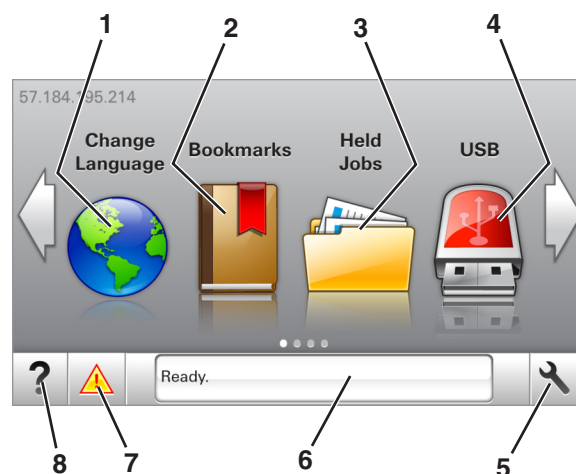 1 2 3 4
57.184.195.214
Change
Language
Bookmarks
Held
Jobs
USB
? Ready.
8 7 6 5